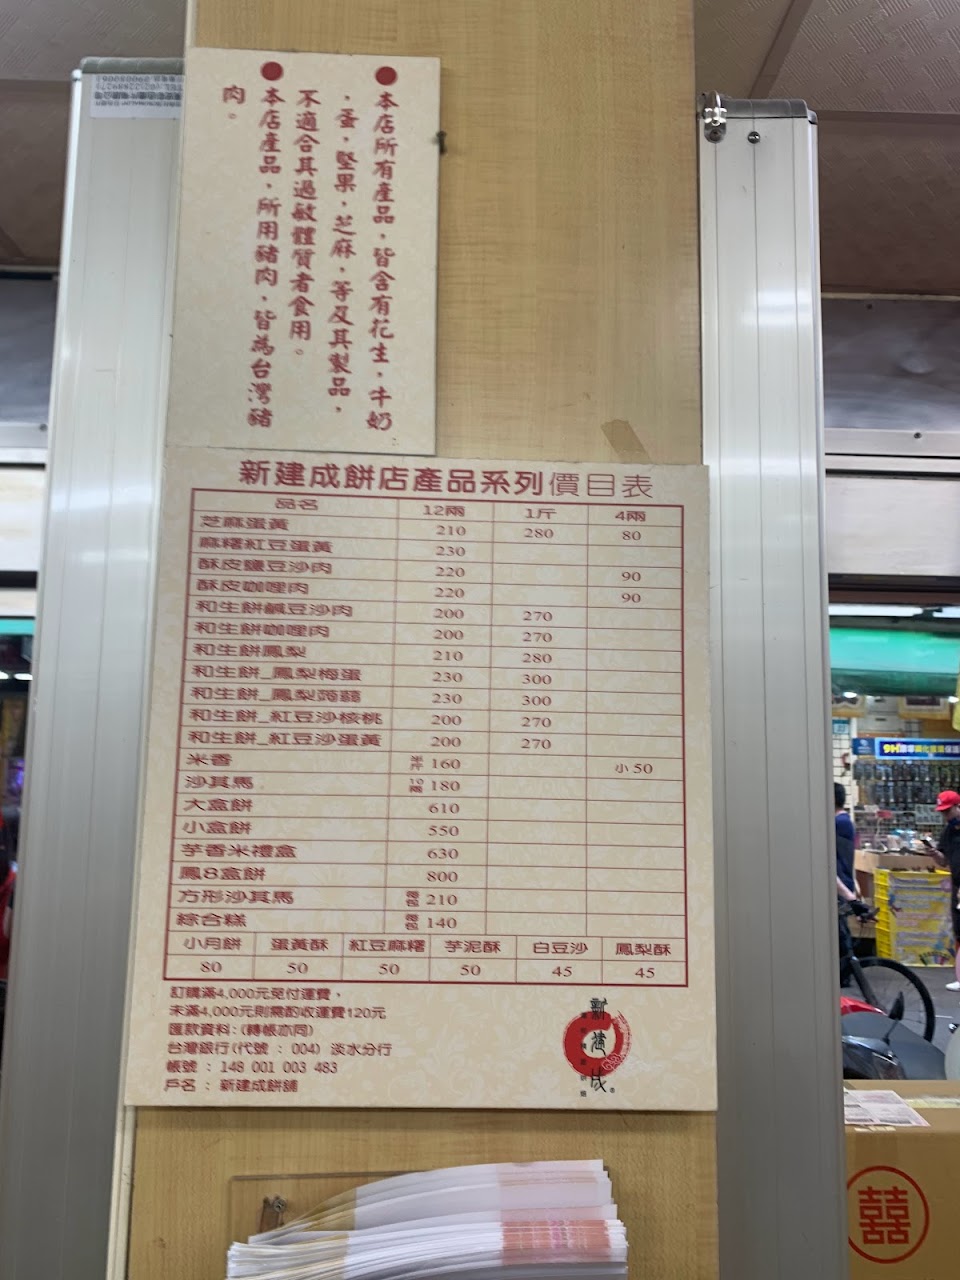 ●本店所有產品,皆含有花生,牛奶
,蛋,堅果,芝麻,等及其製品,
不適合其過敏體質者食用。
●本店產品,所用豬肉,皆為台灣豬
肉。
新建成餅店產品系列價目表
品名 12兩 1斤 4兩
芝麻蛋黃 210 280 80
麻糬紅豆蛋黃 230
酥皮鹽豆沙肉 220 90
酥皮咖哩肉 220 90
和生餅鹹豆沙肉 200 270
和生餅咖哩肉 200 270
和生餅鳳梨 210 280
和生餅_鳳梨梅蛋 230 300
和生餅_鳳梨蒟蒻 230 300
和生餅_紅豆沙核桃 200 270
和生餅_紅豆沙蛋黃 200 270
米香 半斤 160 小 50
沙其馬 10兩 180
大盒餅 610
小盒餅 550
芋香米禮盒 630
鳳8盒餅 800
方形沙其馬 每包 210
綜合糕 每包 140
小月餅 蛋黃酥 紅豆麻糬 芋泥酥 白豆沙 鳳梨酥
80 50 50 50 45 45
訂購滿4,000元免付運費,
未滿4,000元則需酌收運費120元
匯款資料:(轉帳亦同)
台灣銀行(代號 : 004) 淡水分行
帳號 : 148 001 003 483
戶名 : 新建成餅舖
新建成
囍